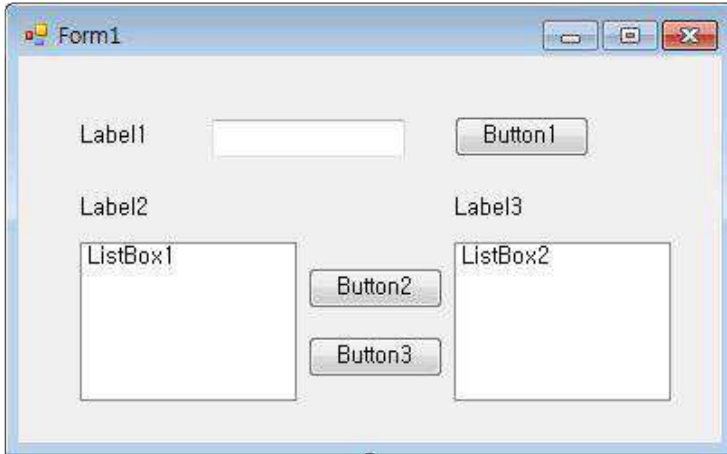 Form1
Label1 Button1
Label2 Label3
ListBox1 ListBox2
Button2
Button3